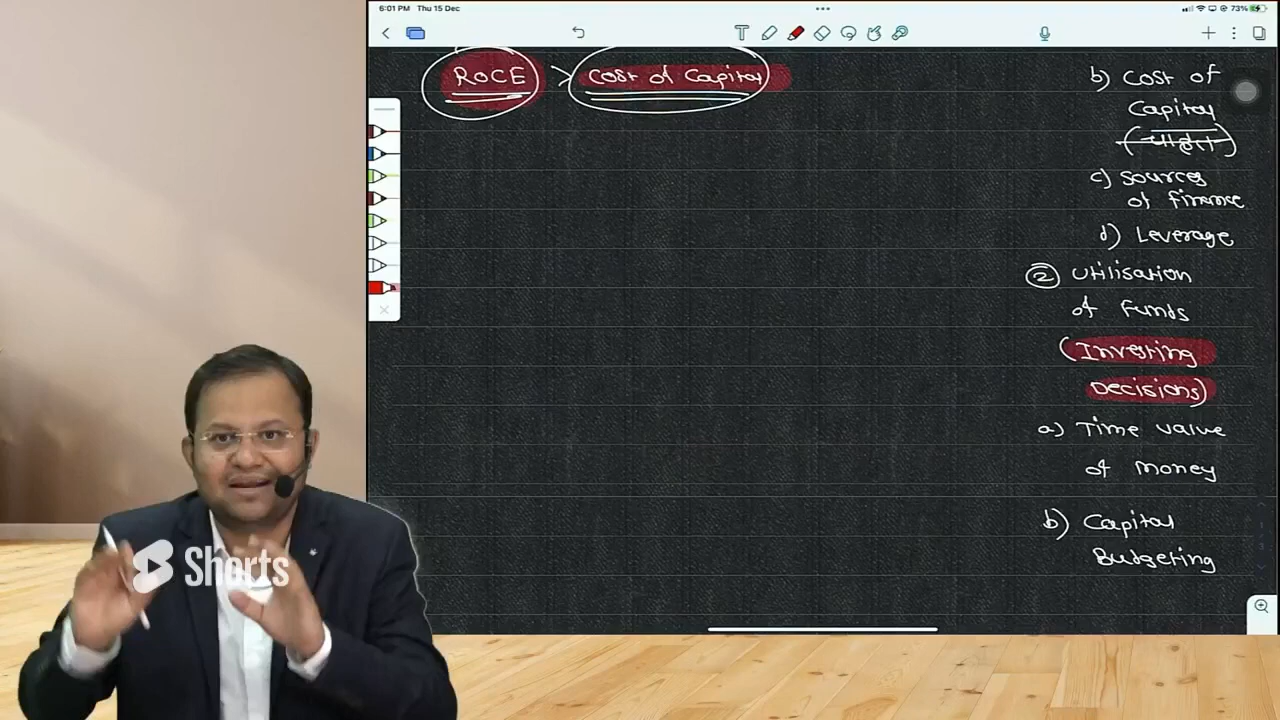 6:01 PM Thu 15 Dec
73%
T
ROCE > Cost of Capital
b) Cost of
Capital
c) Sources
of finance
d) Leverage
② Utilisation
of Funds
(Investing
Decisions)
a) Time value
of Money
b) Capital
Budgeting
Shorts